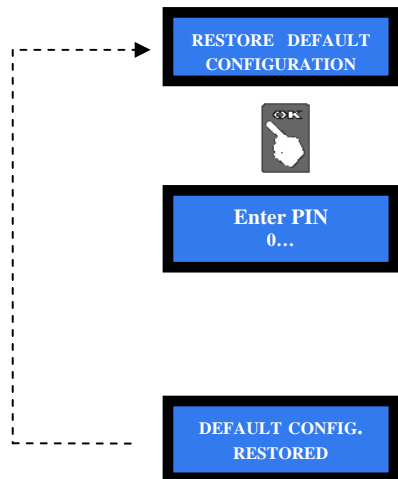 RESTORE DEFAULT
CONFIGURATION
OK
Enter PIN
0...
DEFAULT CONFIG.
RESTORED